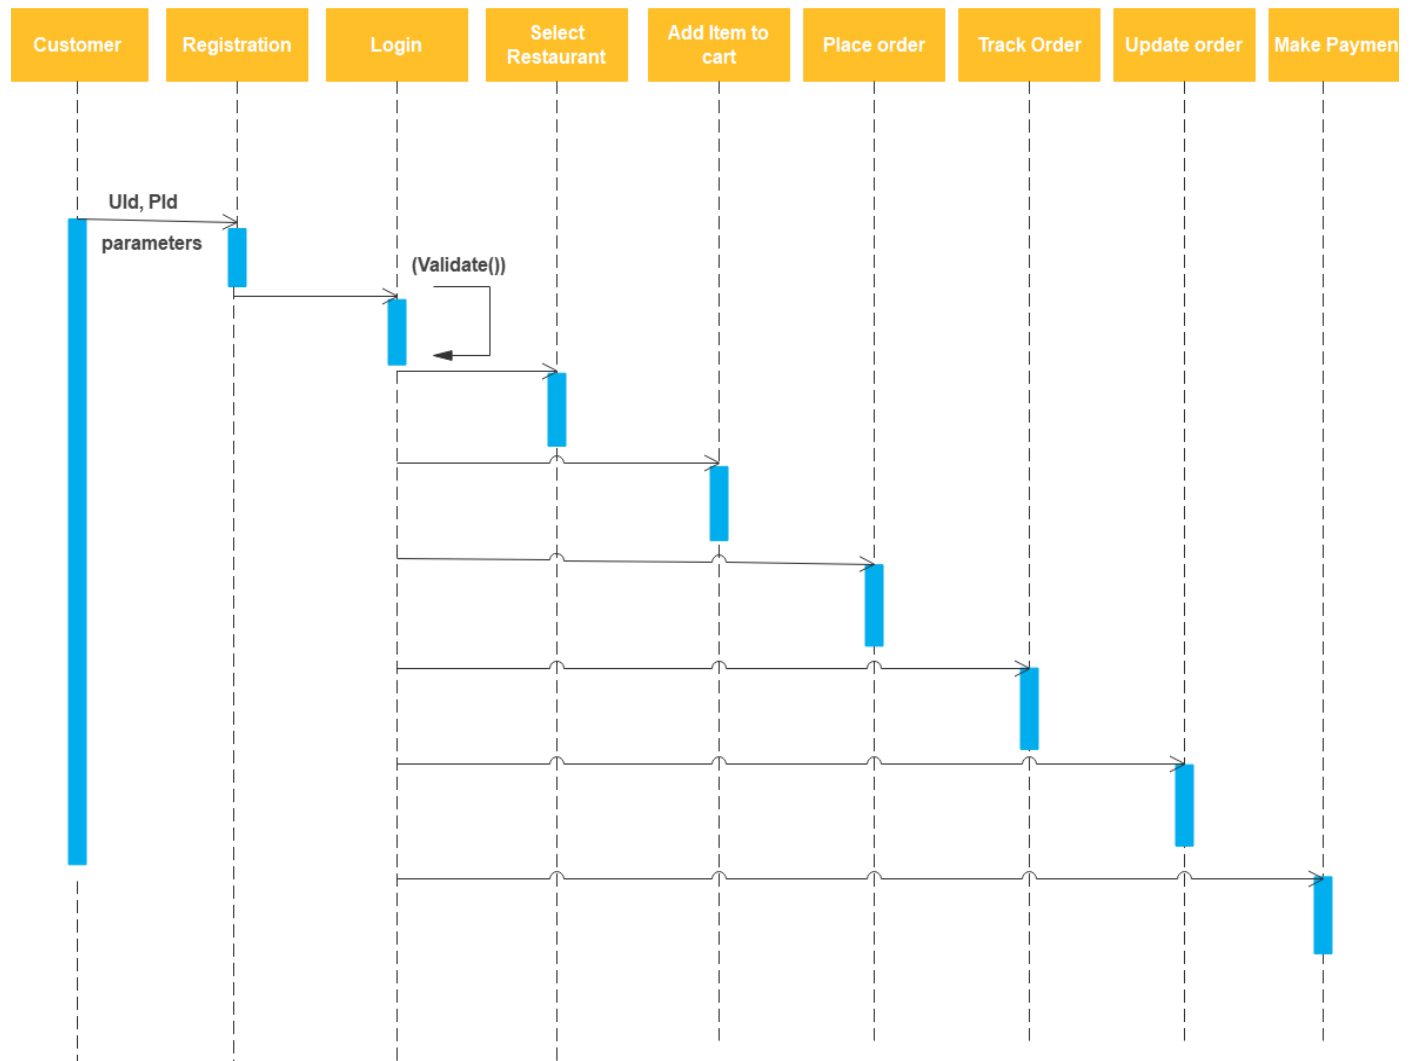 Customer
Registration
Login
Select
Restaurant
Add Item to
cart
Place order
Track Order
Update order
Make Paymen
UId, PId
parameters
(Validate())